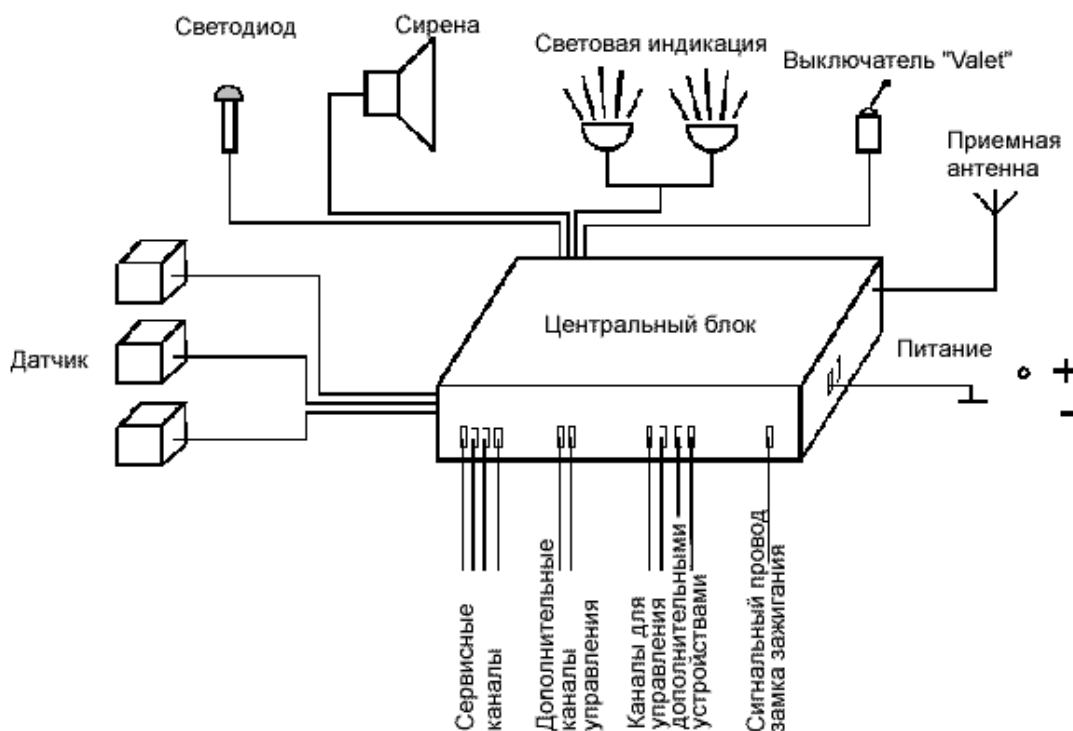 Светодиод
Сирена
Световая индикация
Выключатель "Valet"
Приемная
антенна
Центральный блок
Датчик
Питание
+
-
Сервисные
каналы
Дополнительные
каналы
управления
Каналы для
управления
дополнительными
устройствами
Сигнальный провод
замка зажигания